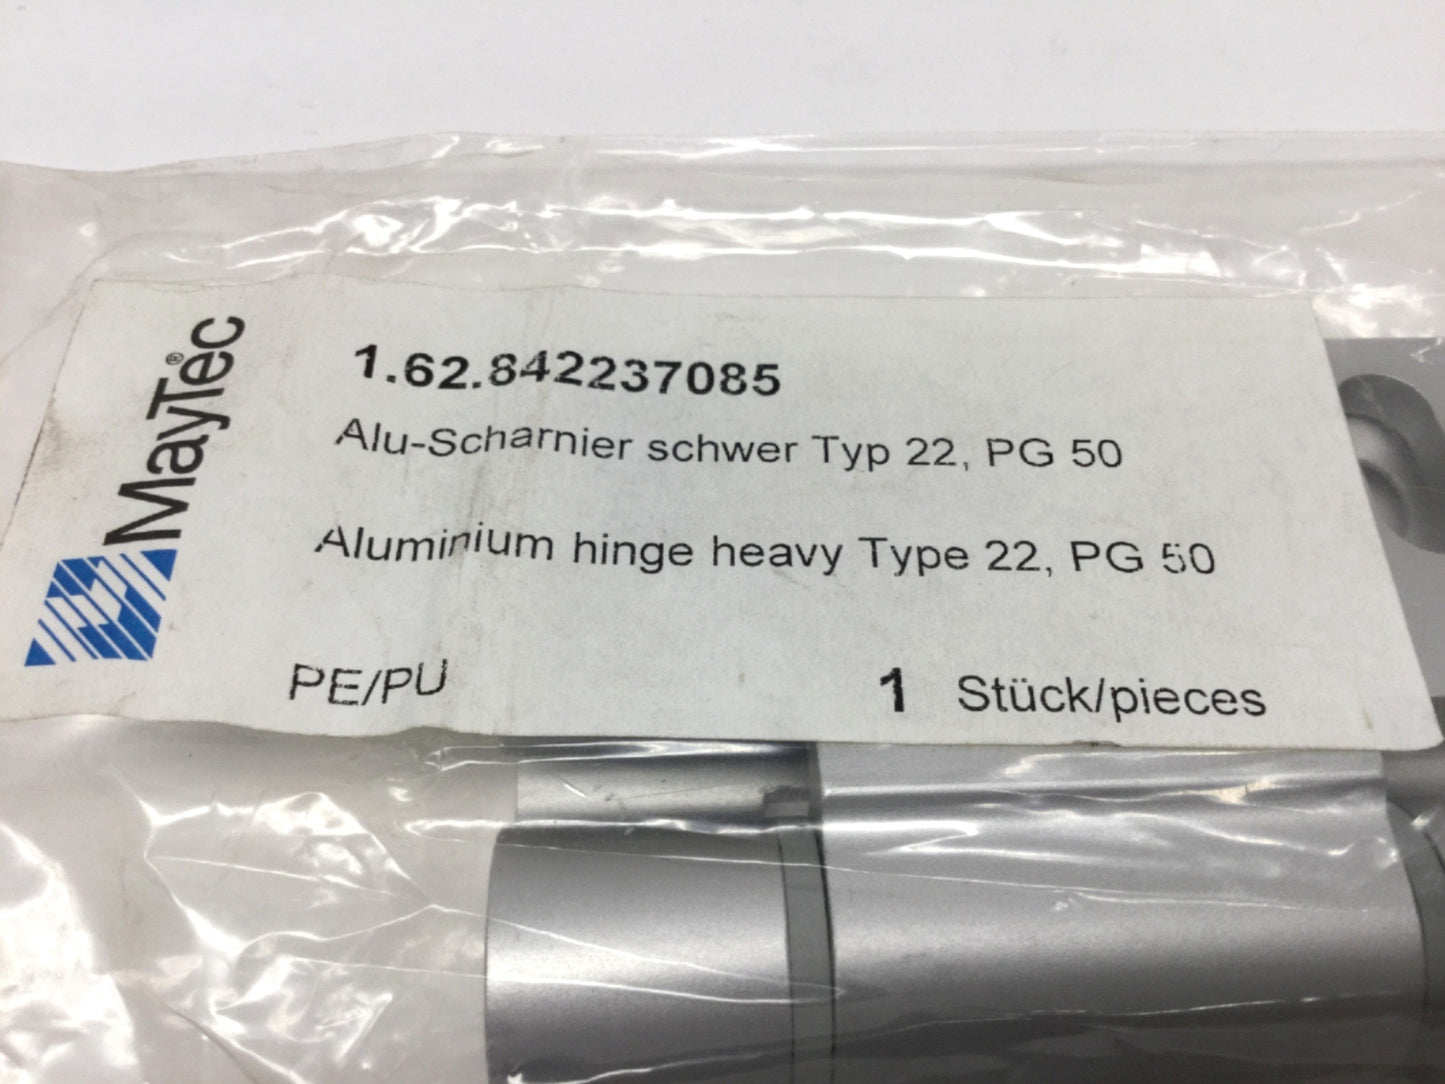 MayTec®
1.62.842237085
Alu-Scharnier schwer Typ 22, PG 50
Aluminium hinge heavy Type 22, PG 50
PE/PU
1 Stück/pieces